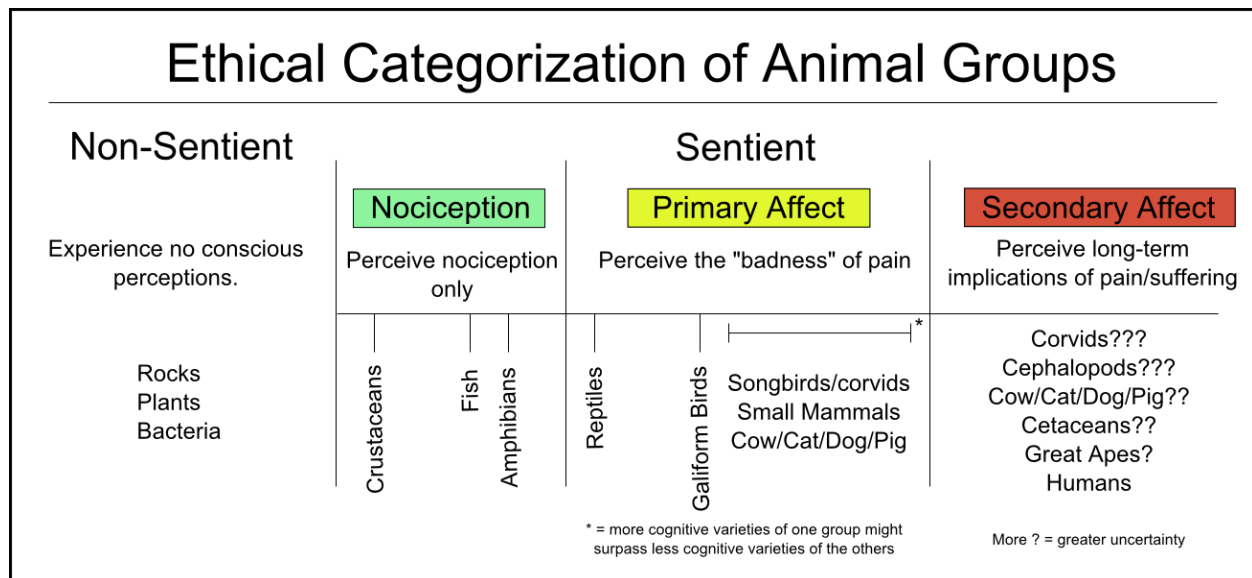 Ethical Categorization of Animal Groups
Non-Sentient
Experience no conscious
perceptions.
Rocks
Plants
Bacteria
Sentient
Nociception
Perceive nociception
only
Crustaceans
Fish
Amphibians
Primary Affect
Perceive the "badness" of pain
Reptiles
Galiform Birds
*
Songbirds/corvids
Small Mammals
Cow/Cat/Dog/Pig
* = more cognitive varieties of one group might
surpass less cognitive varieties of the others
Secondary Affect
Perceive long-term
implications of pain/suffering
Corvids???
Cephalopods???
Cow/Cat/Dog/Pig??
Cetaceans??
Great Apes?
Humans
More ? = greater uncertainty